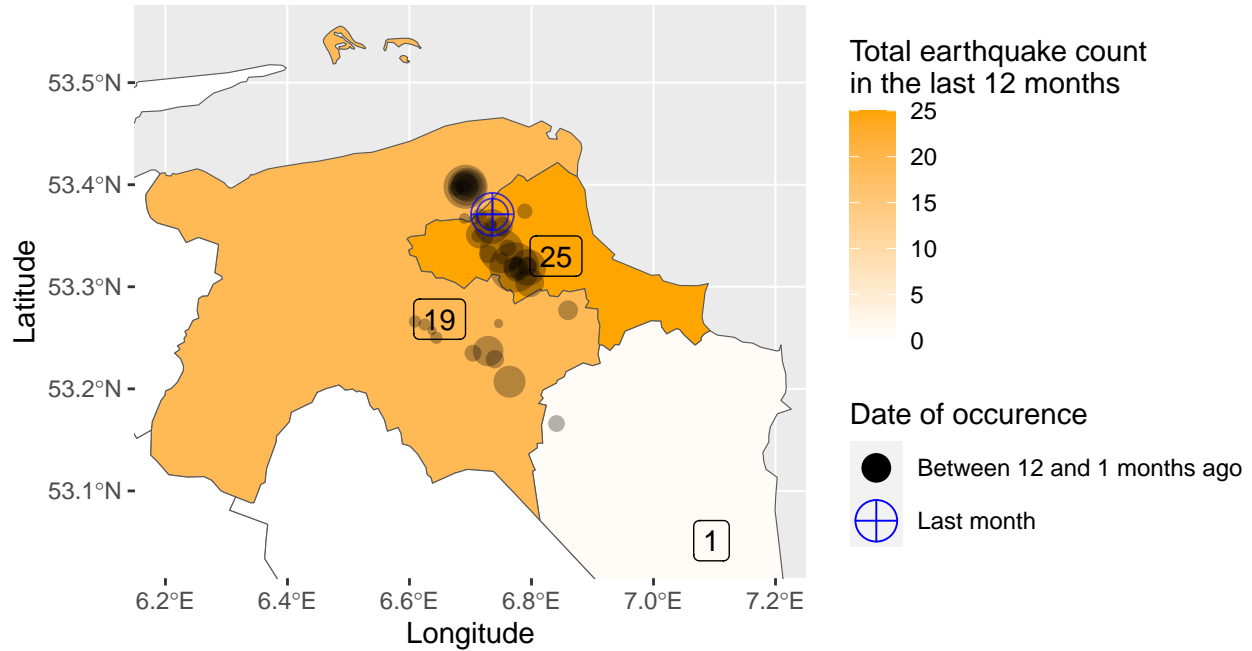 53.5°N
53.4°N
53.3°N
53.2°N
53.1°N
Latitude
25
19
1
6.2°E
6.4°E
6.6°E
6.8°E
7.0°E
7.2°E
Longitude
Total earthquake count
in the last 12 months
25
20
15
10
5
0
Date of occurence
Between 12 and 1 months ago
Last month